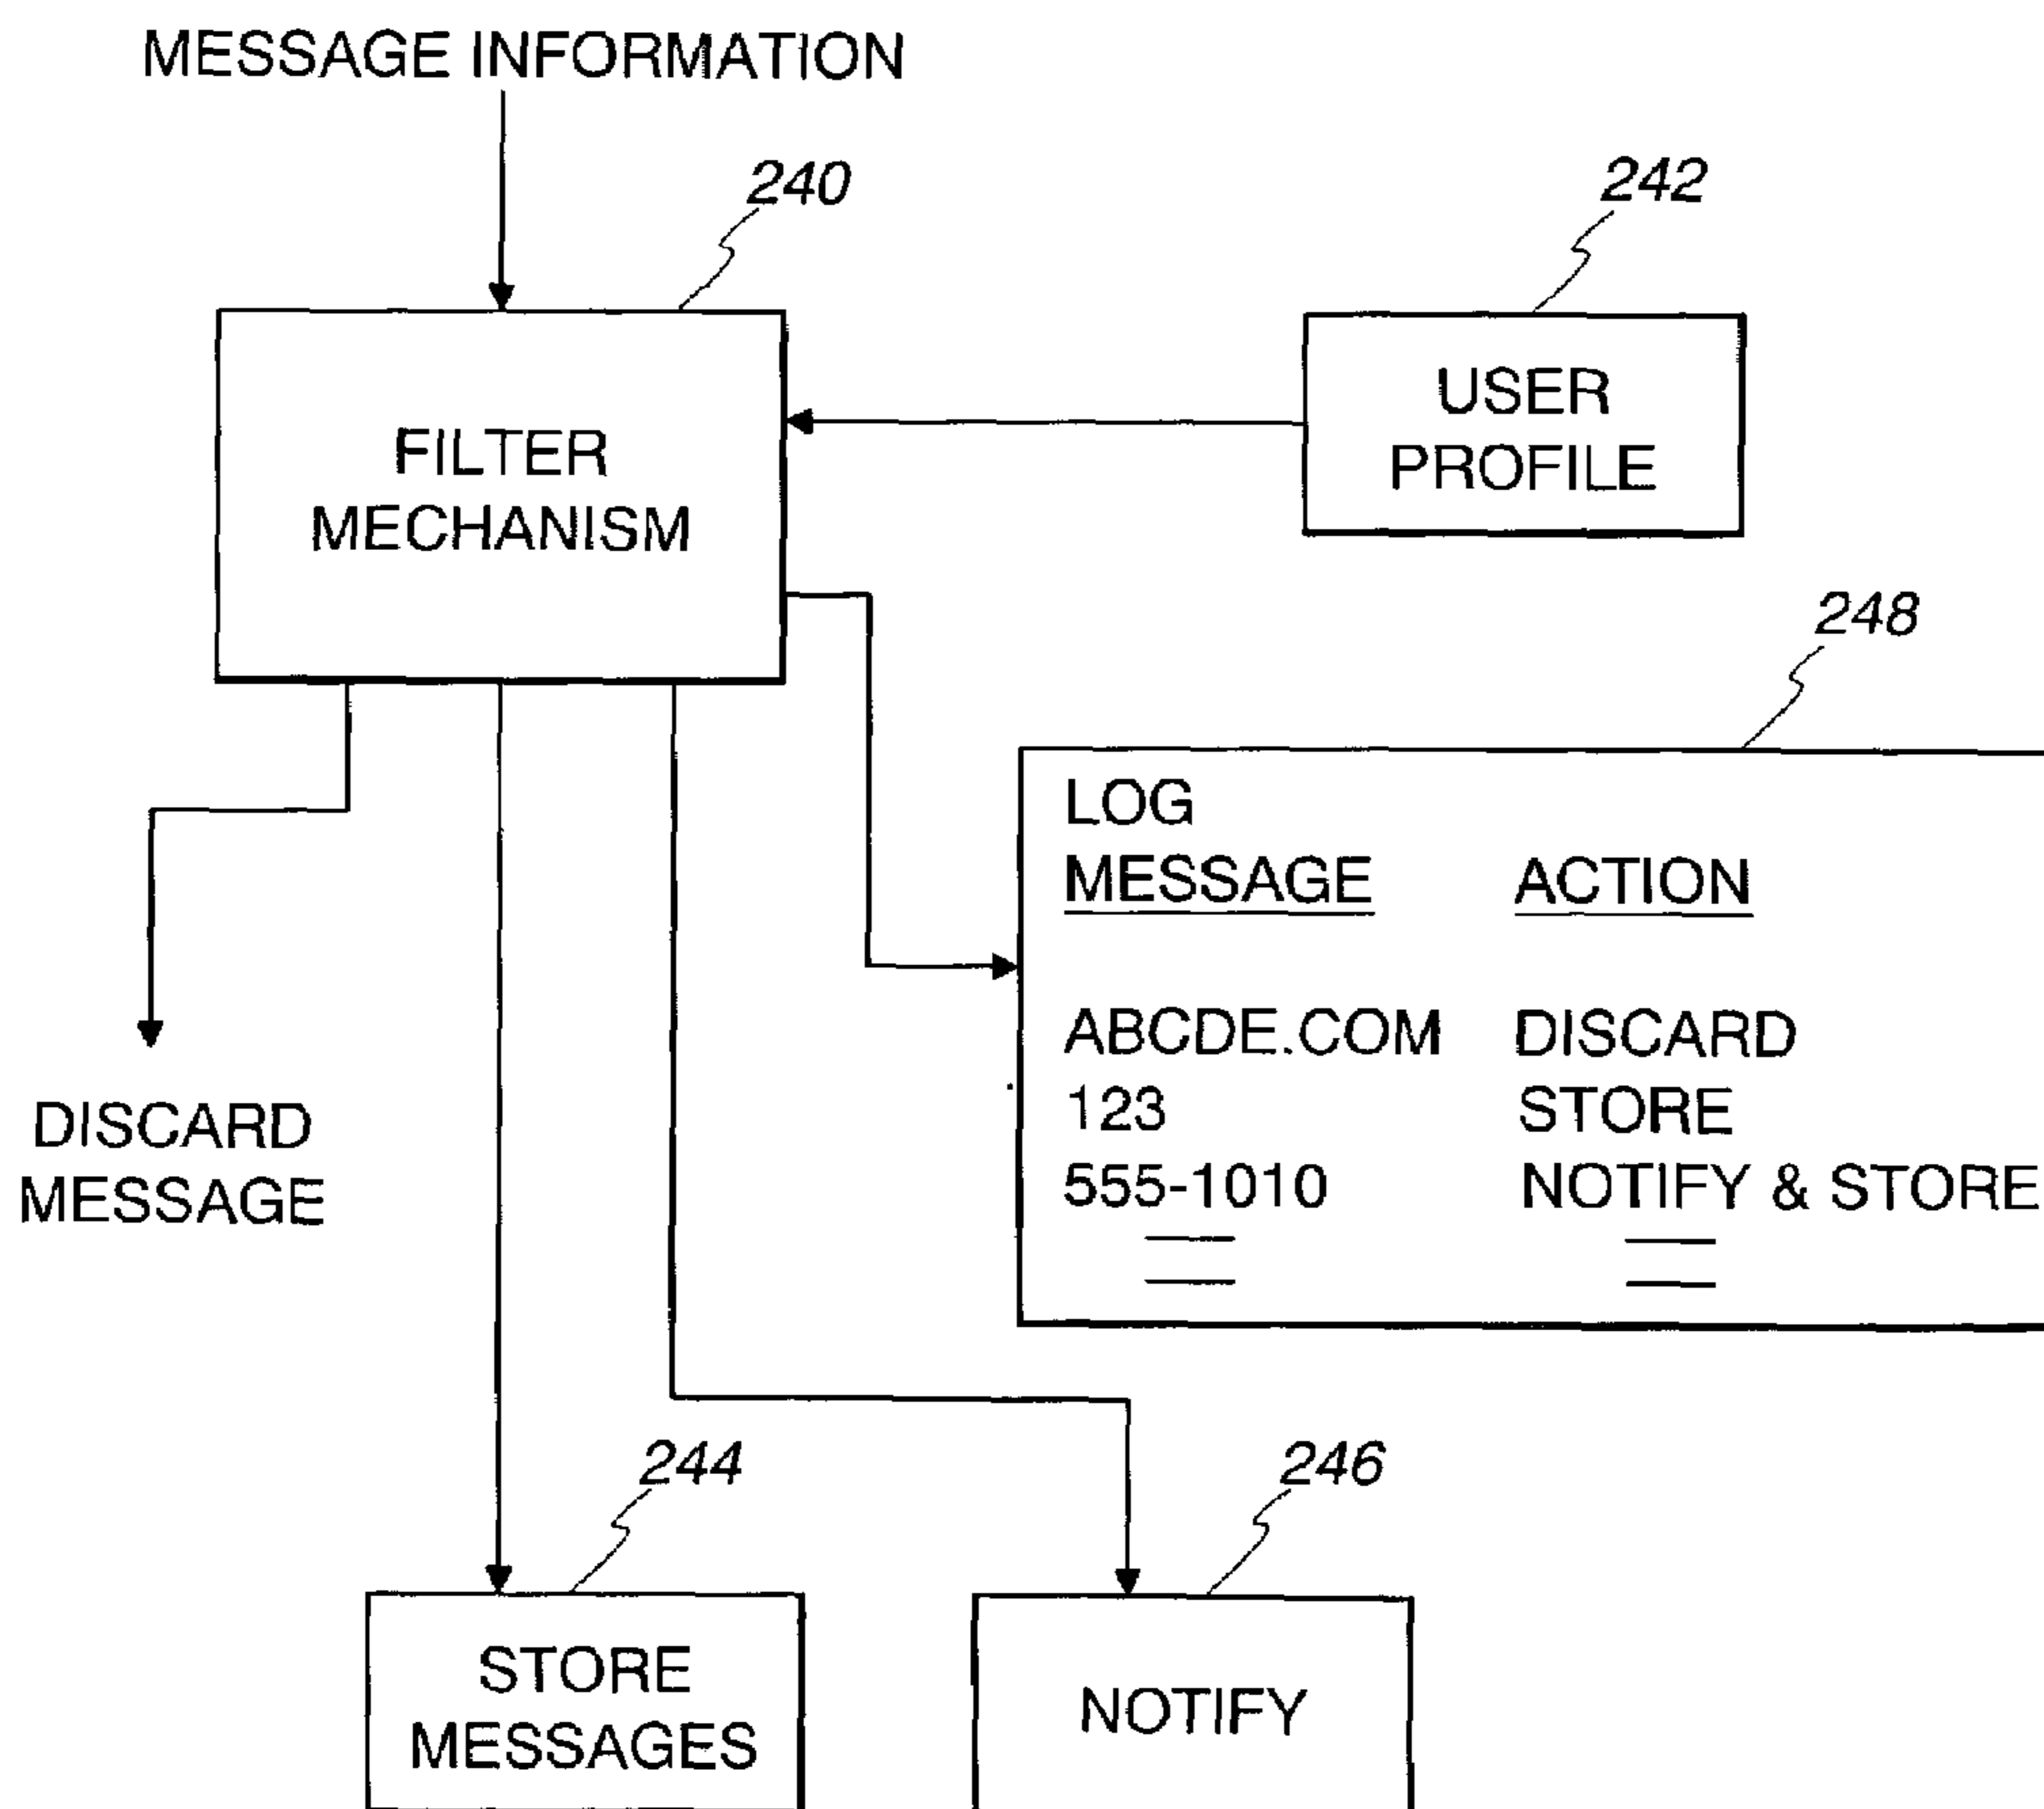 MESSAGE INFORMATION
240
242
FILTER
MECHANISM
USER
PROFILE
248
LOG
MESSAGE ACTION
ABCDE.COM DISCARD
123 STORE
555-1010 NOTIFY & STORE
DISCARD
MESSAGE
244
246
STORE
MESSAGES
NOTIFY